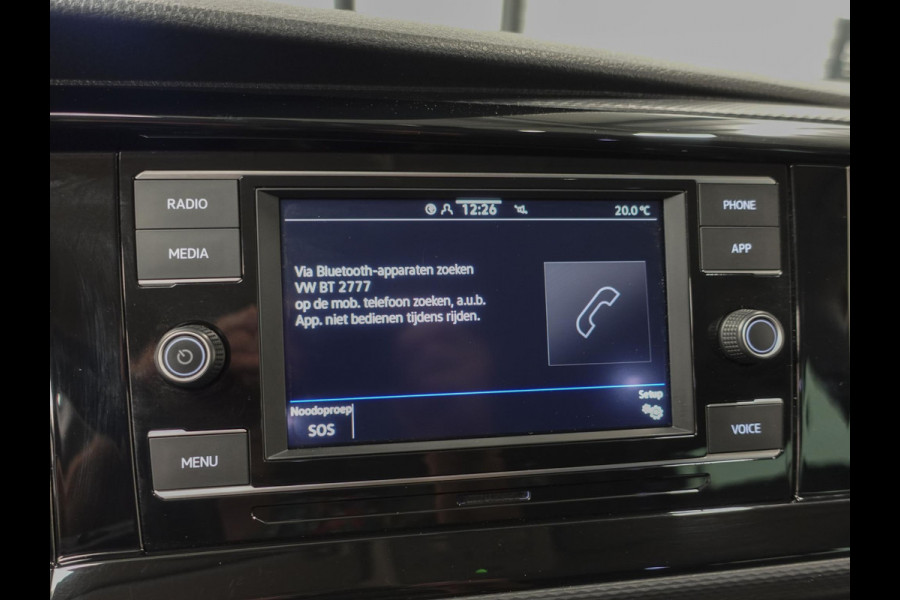 RADIO
MEDIA
MENU
12:26
20.0 °C
Via Bluetooth-apparaten zoeken
VW BT 2777
op de mob. telefoon zoeken, a.u.b.
App. niet bedienen tijdens rijden.
Noodoproep
SOS
Setup
PHONE
APP
VOICE